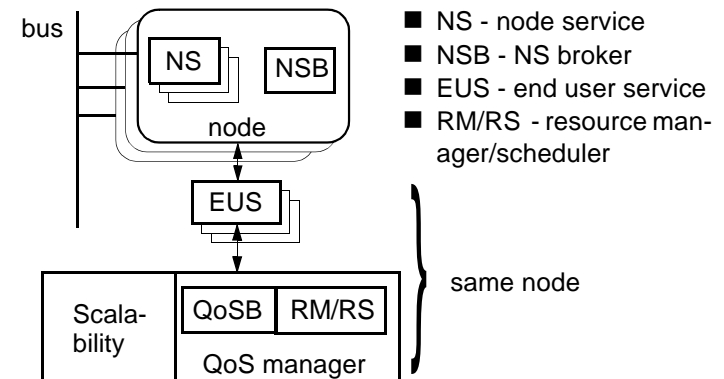 bus
NS
NSB
node
EUS
Scala-
bility
QoSB
RM/RS
QoS manager
same node
■ NS - node service
■ NSB - NS broker
■ EUS - end user service
■ RM/RS - resource man-
ager/scheduler